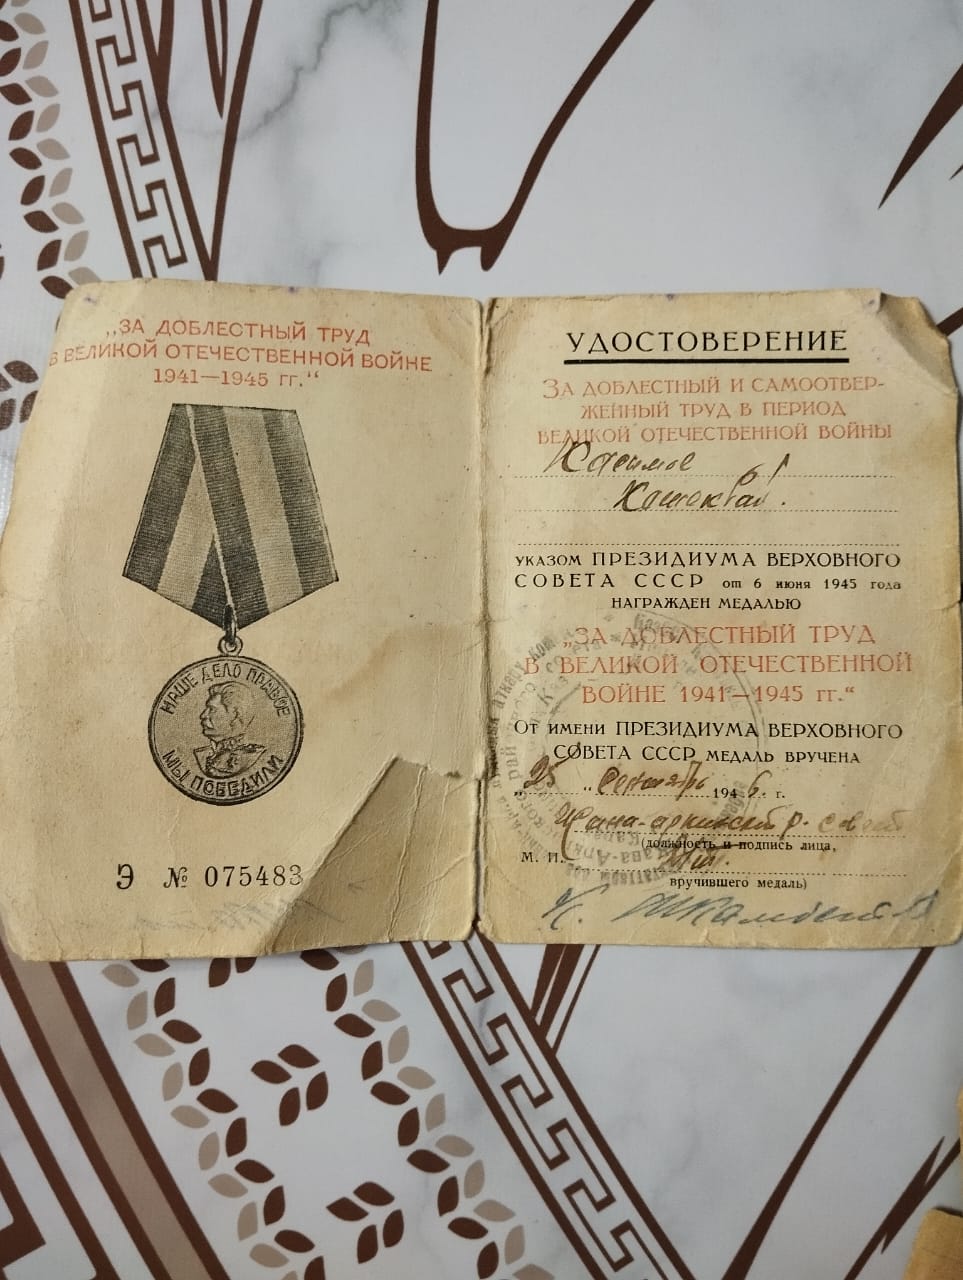 „ЗА ДОБЛЕСТНЫЙ ТРУД
В ВЕЛИКОЙ ОТЕЧЕСТВЕННОЙ ВОЙНЕ
1941—1945 гг.“
НАШЕ ДЕЛО ПРАВОЕ
МЫ ПОБЕДИЛИ
Э № 075483
УДОСТОВЕРЕНИЕ
ЗА ДОБЛЕСТНЫЙ И САМООТВЕР-
ЖЕННЫЙ ТРУД В ПЕРИОД
ВЕЛИКОЙ ОТЕЧЕСТВЕННОЙ ВОЙНЫ
УКАЗОМ ПРЕЗИДИУМА ВЕРХОВНОГО
СОВЕТА СССР от 6 июня 1945 года
НАГРАЖДЕН МЕДАЛЬЮ
„ЗА ДОБЛЕСТНЫЙ ТРУД
В ВЕЛИКОЙ ОТЕЧЕСТВЕННОЙ
ВОЙНЕ 1941—1945 гг.“
От имени ПРЕЗИДИУМА ВЕРХОВНОГО
СОВЕТА СССР МЕДАЛЬ ВРУЧЕНА
„25 „ Сентябрь 1946 г.
(должность и подпись лица,
М. П.
вручившего медаль)